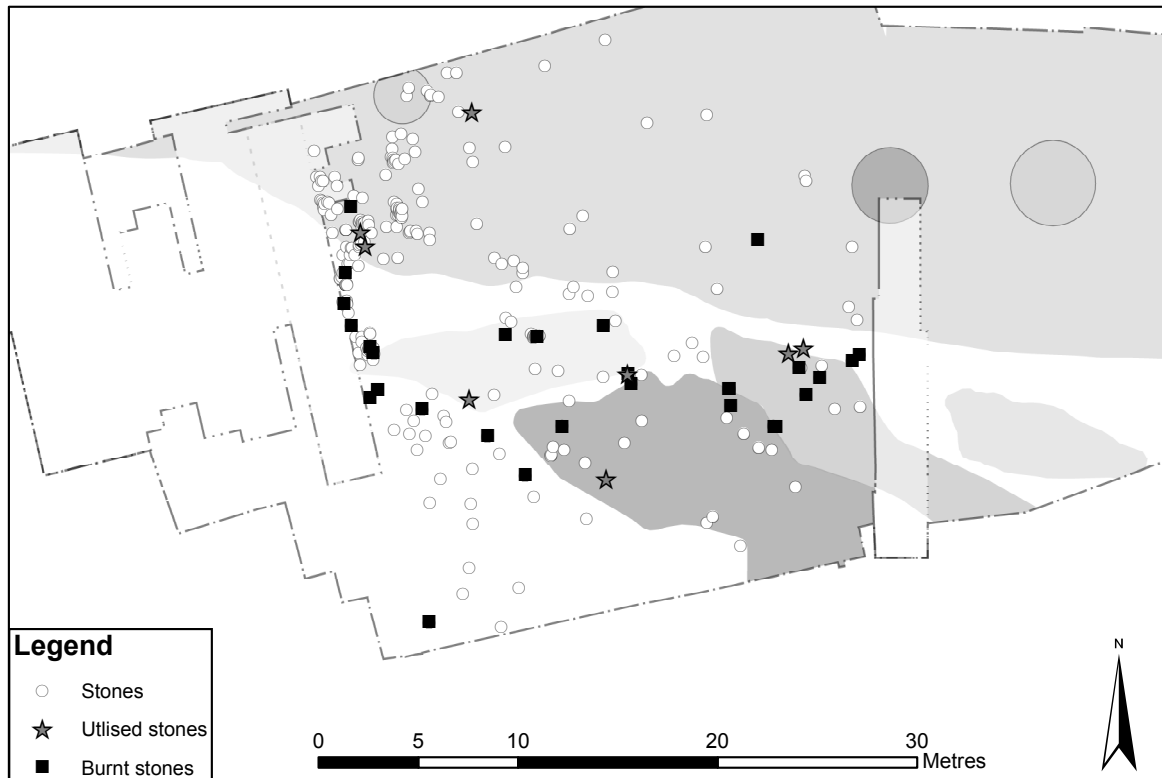 N
Legend
Stones
Utlised stones
Burnt stones
0 5 10 20 30
Metres